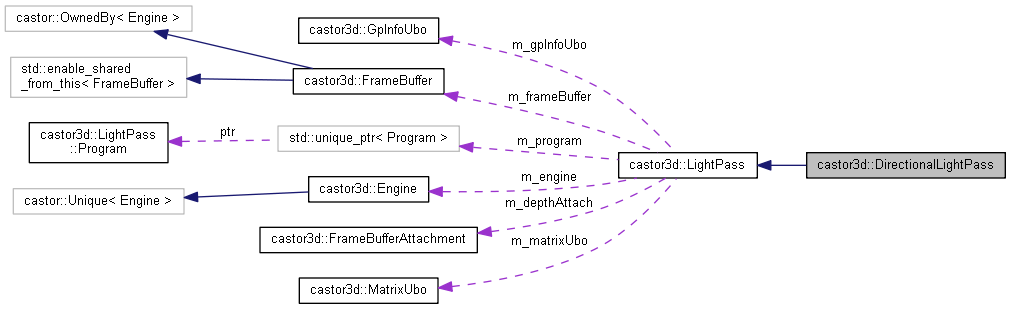 castor::OwnedBy< Engine >
castor3d::GpInfoUbo
m_gpInfoUbo
std::enable_shared
_from_this< FrameBuffer >
castor3d::FrameBuffer
m_frameBuffer
castor3d::LightPass
::Program
ptr
std::unique_ptr< Program >
m_program
castor3d::LightPass
castor3d::DirectionalLightPass
castor::Unique< Engine >
castor3d::Engine
m_engine
castor3d::FrameBufferAttachment
m_depthAttach
castor3d::MatrixUbo
m_matrixUbo